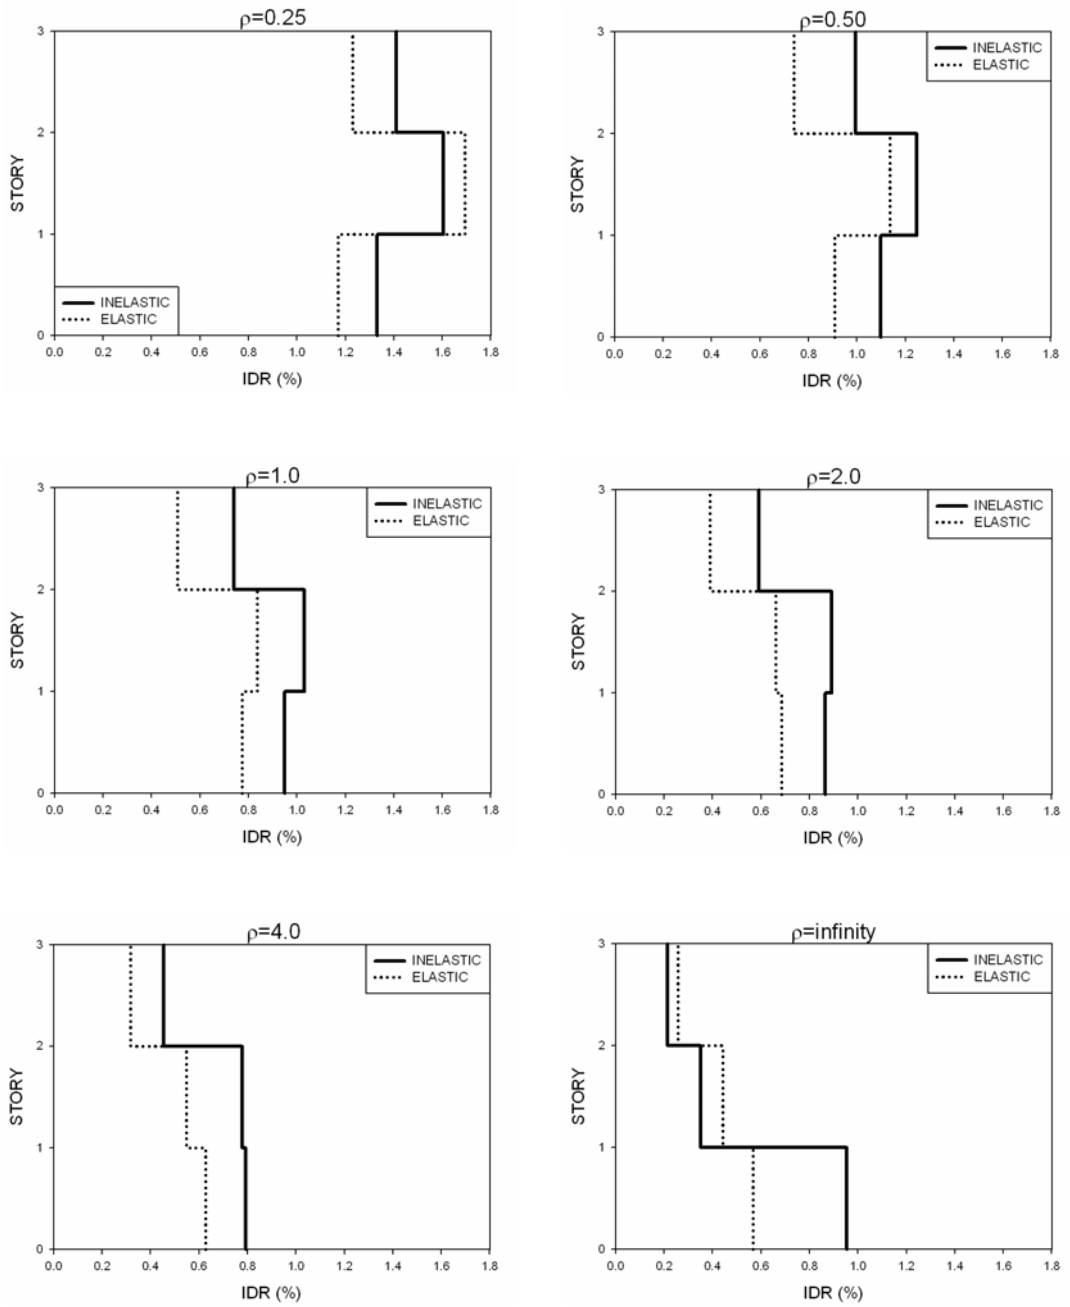 ρ=0.25
3
2
1
0
STORY
INELASTIC
ELASTIC
0.0 0.2 0.4 0.6 0.8 1.0 1.2 1.4 1.6 1.8
IDR (%)
ρ=0.50
3
2
1
0
STORY
INELASTIC
ELASTIC
0.0 0.2 0.4 0.6 0.8 1.0 1.2 1.4 1.6 1.8
IDR (%)
ρ=1.0
3
2
1
0
STORY
INELASTIC
ELASTIC
0.0 0.2 0.4 0.6 0.8 1.0 1.2 1.4 1.6 1.8
IDR (%)
ρ=2.0
3
2
1
0
STORY
INELASTIC
ELASTIC
0.0 0.2 0.4 0.6 0.8 1.0 1.2 1.4 1.6 1.8
IDR (%)
ρ=4.0
3
2
1
0
STORY
INELASTIC
ELASTIC
0.0 0.2 0.4 0.6 0.8 1.0 1.2 1.4 1.6 1.8
IDR (%)
ρ=infinity
3
2
1
0
STORY
INELASTIC
ELASTIC
0.0 0.2 0.4 0.6 0.8 1.0 1.2 1.4 1.6 1.8
IDR (%)